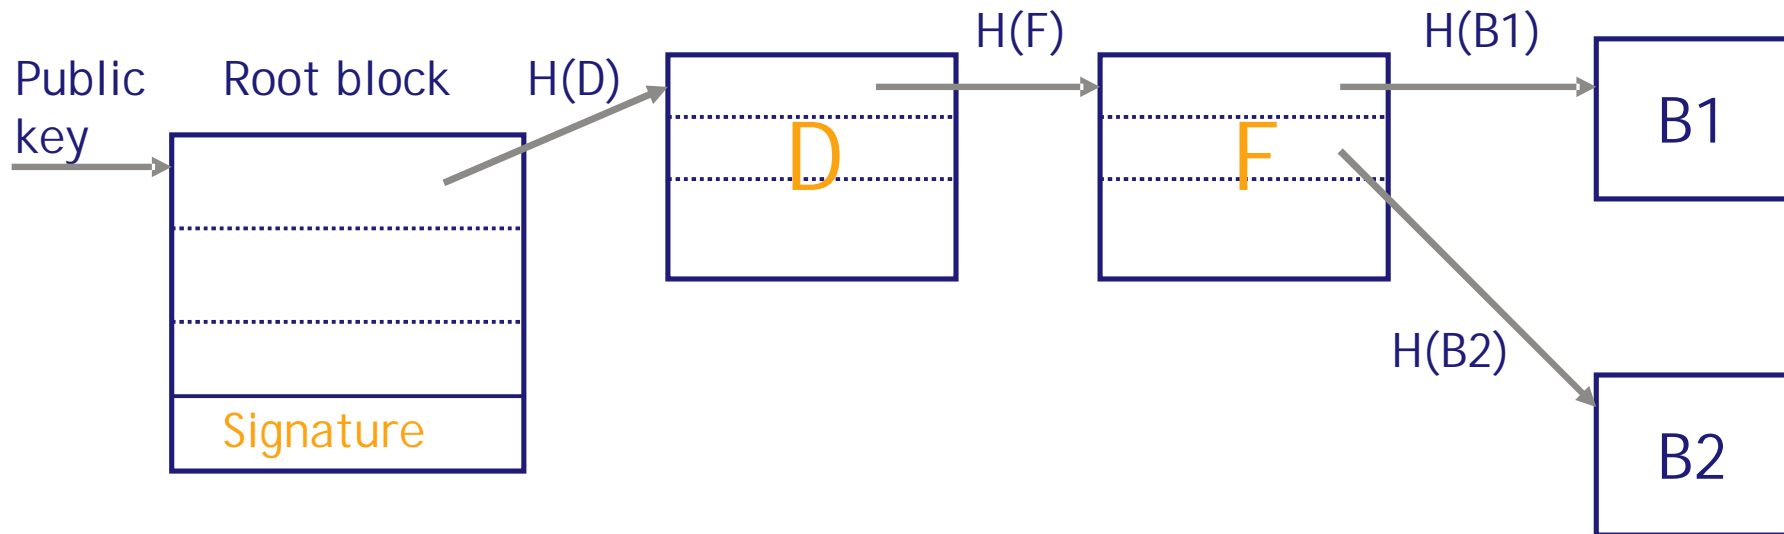 Public
key
Root block
H(D)
H(F)
H(B1)
D
F
B1
H(B2)
Signature
B2